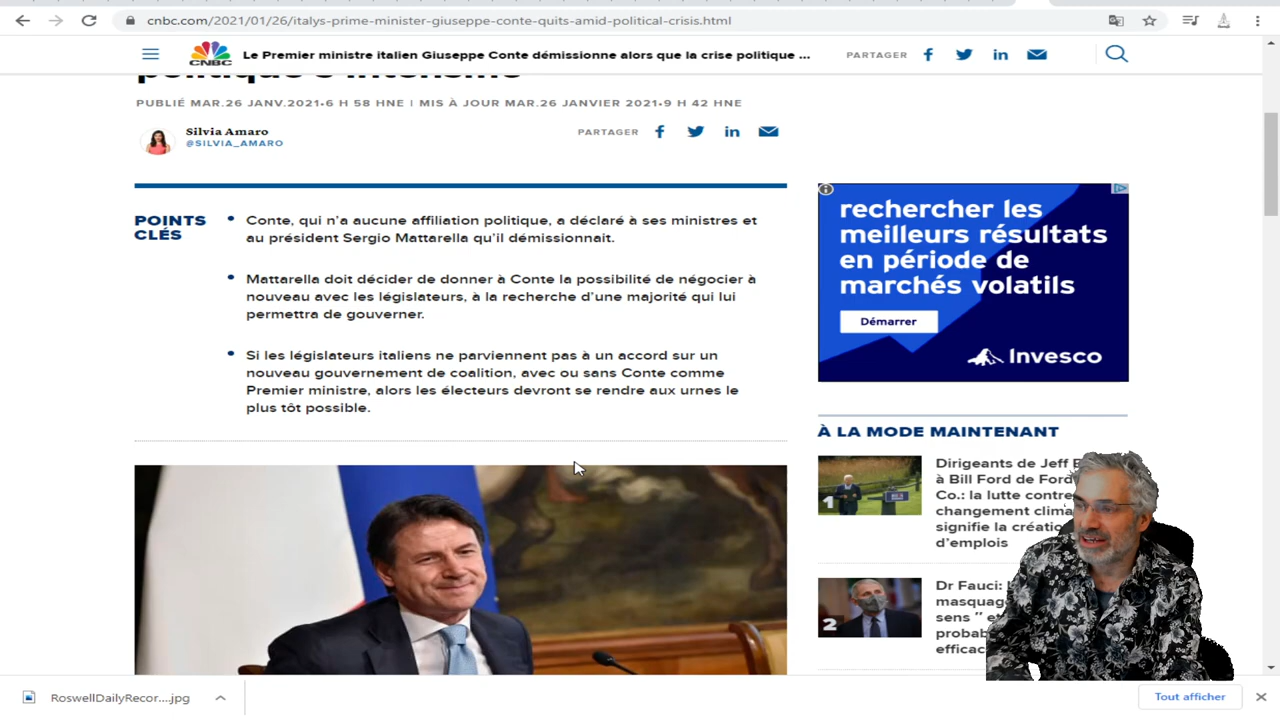 cnbc.com/2021/01/26/italys-prime-minister-giuseppe-conte-quits-amid-political-crisis.html
CNBC
Le Premier ministre italien Giuseppe Conte démissionne alors que la crise politique ...
PARTAGER
PUBLIÉ MAR.26 JANV.2021•6 H 58 HNE | MIS À JOUR MAR.26 JANVIER 2021•9 H 42 HNE
Silvia Amaro
@SILVIA_AMARO
PARTAGER
POINTS
CLÉS
Conte, qui n'a aucune affiliation politique, a déclaré à ses ministres et
au président Sergio Mattarella qu'il démissionnait.
Mattarella doit décider de donner à Conte la possibilité de négocier à
nouveau avec les législateurs, à la recherche d'une majorité qui lui
permettra de gouverner.
Si les législateurs italiens ne parviennent pas à un accord sur un
nouveau gouvernement de coalition, avec ou sans Conte comme
Premier ministre, alors les électeurs devront se rendre aux urnes le
plus tôt possible.
rechercher les
meilleurs résultats
en période de
marchés volatils
Démarrer
Invesco
À LA MODE MAINTENANT
1
Dirigeants de Jeff
à Bill Ford de Ford
Co.: la lutte contre
changement
signifie la
d'emplois
2
Dr Fauci:
sens " et
RoswellDailyRecor....jpg
Tout afficher